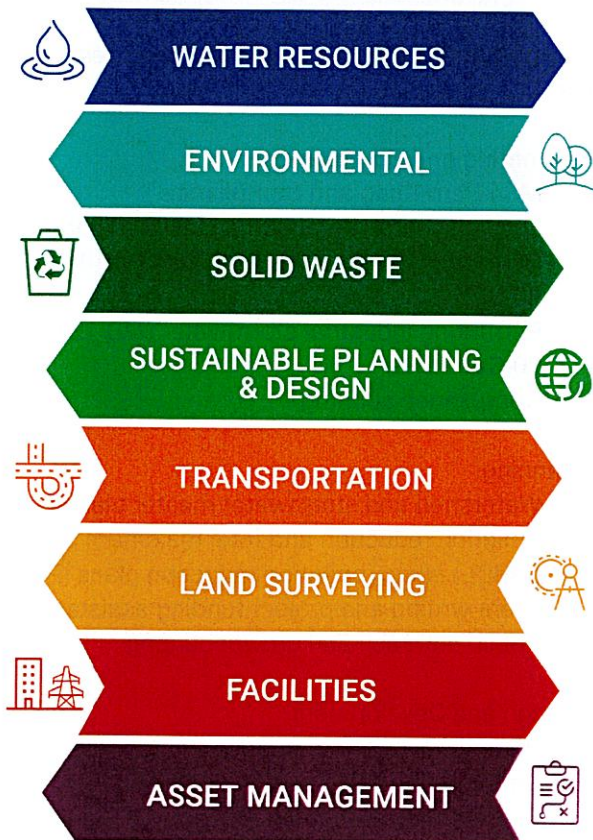 WATER RESOURCES
ENVIRONMENTAL
SOLID WASTE
SUSTAINABLE PLANNING
& DESIGN
TRANSPORTATION
LAND SURVEYING
FACILITIES
ASSET MANAGEMENT